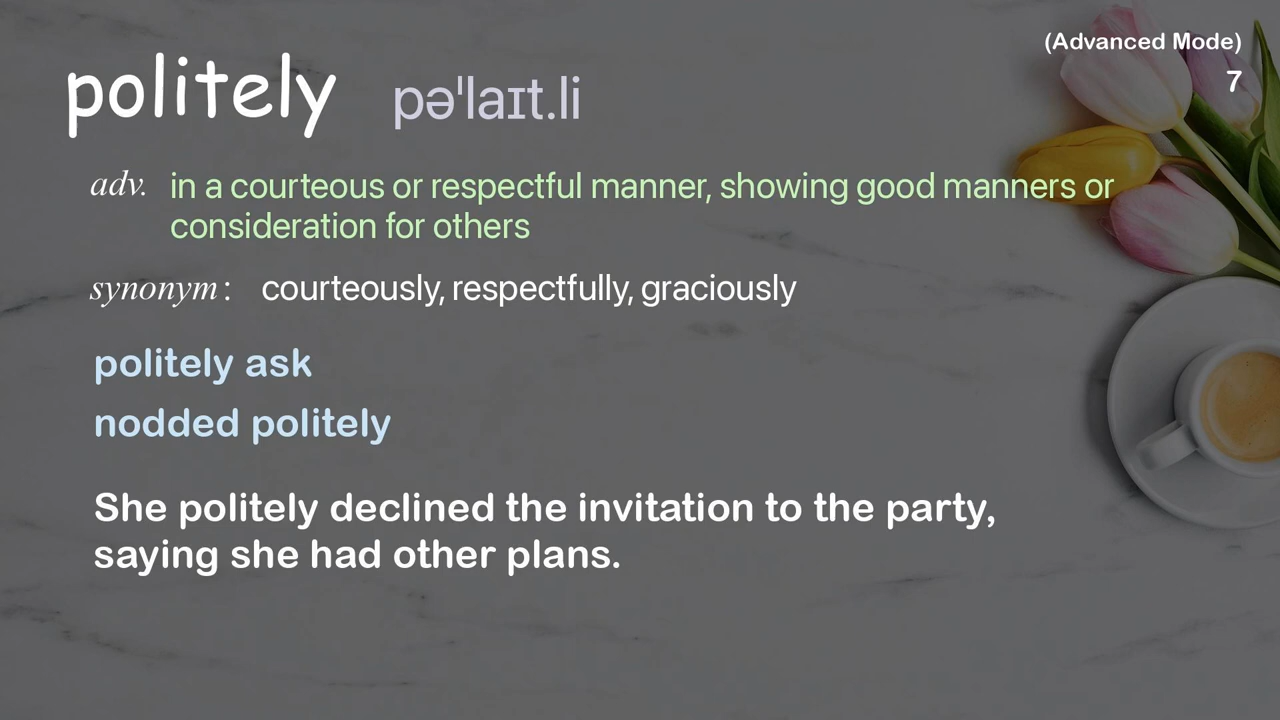 (Advanced Mode)
7
politely pə'laɪt.li
adv. in a courteous or respectful manner, showing good manners or
consideration for others
synonym: courteously, respectfully, graciously
politely ask
nodded politely
She politely declined the invitation to the party,
saying she had other plans.